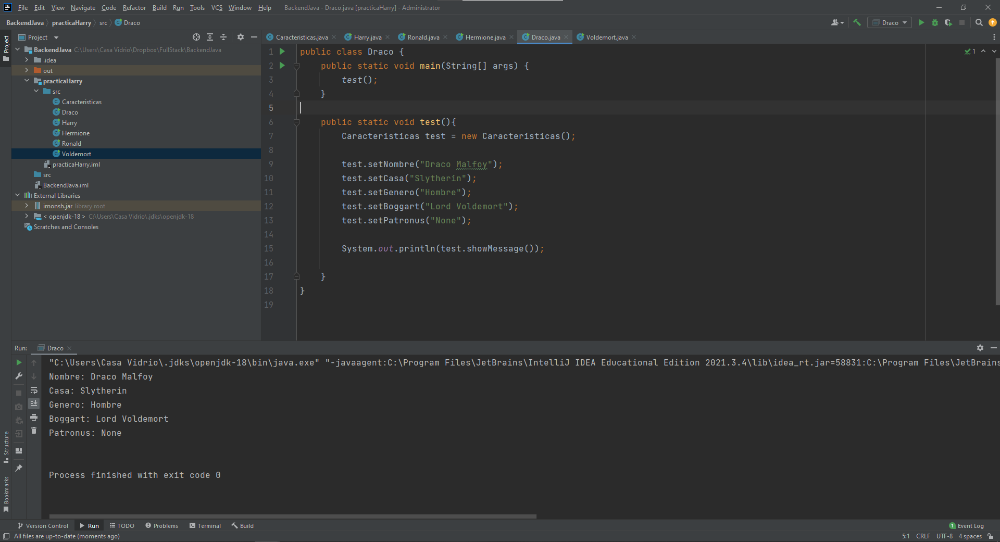 File Edit View Navigate Code Refactor Build Run Tools VCS Window Help BackendJava - Draco.java [practicaHarry] - Administrator
BackendJava practicaHarry src Draco
Draco
Project
Project
Caracteristicas.java Harry.java Ronald.java Hermione.java Draco.java Voldemort.java
BackendJava C:\Users\Casa Vidrio\Dropbox\FullStack\BackendJava
.idea
out
practicaHarry
src
Caracteristicas
Draco
Harry
Hermione
Ronald
Voldemort
practicaHarry.iml
src
BackendJava.iml
External Libraries
imonsh.jar library root
< openjdk-18 > C:\Users\Casa Vidrio\.jdks\openjdk-18
Scratches and Consoles
1 public class Draco {
2 public static void main(String[] args) {
3 test();
4 }
5
6 public static void test(){
7 Caracteristicas test = new Caracteristicas();
8
9 test.setNombre("Draco Malfoy");
10 test.setCasa("Slytherin");
11 test.setGenero("Hombre");
12 test.setBoggart("Lord Voldemort");
13 test.setPatronus("None");
14
15 System.out.println(test.showMessage());
16
17 }
18 }
19
1
Run: Draco
"C:\Users\Casa Vidrio\.jdks\openjdk-18\bin\java.exe" "-javaagent:C:\Program Files\JetBrains\IntelliJ IDEA Educational Edition 2021.3.4\lib\idea_rt.jar=58831:C:\Program Files\JetBrains
Nombre: Draco Malfoy
Casa: Slytherin
Genero: Hombre
Boggart: Lord Voldemort
Patronus: None
Process finished with exit code 0
Structure
Bookmarks
Version Control Run TODO Problems Terminal Build
1 Event Log
All files are up-to-date (moments ago)
5:1 CRLF UTF-8 4 spaces